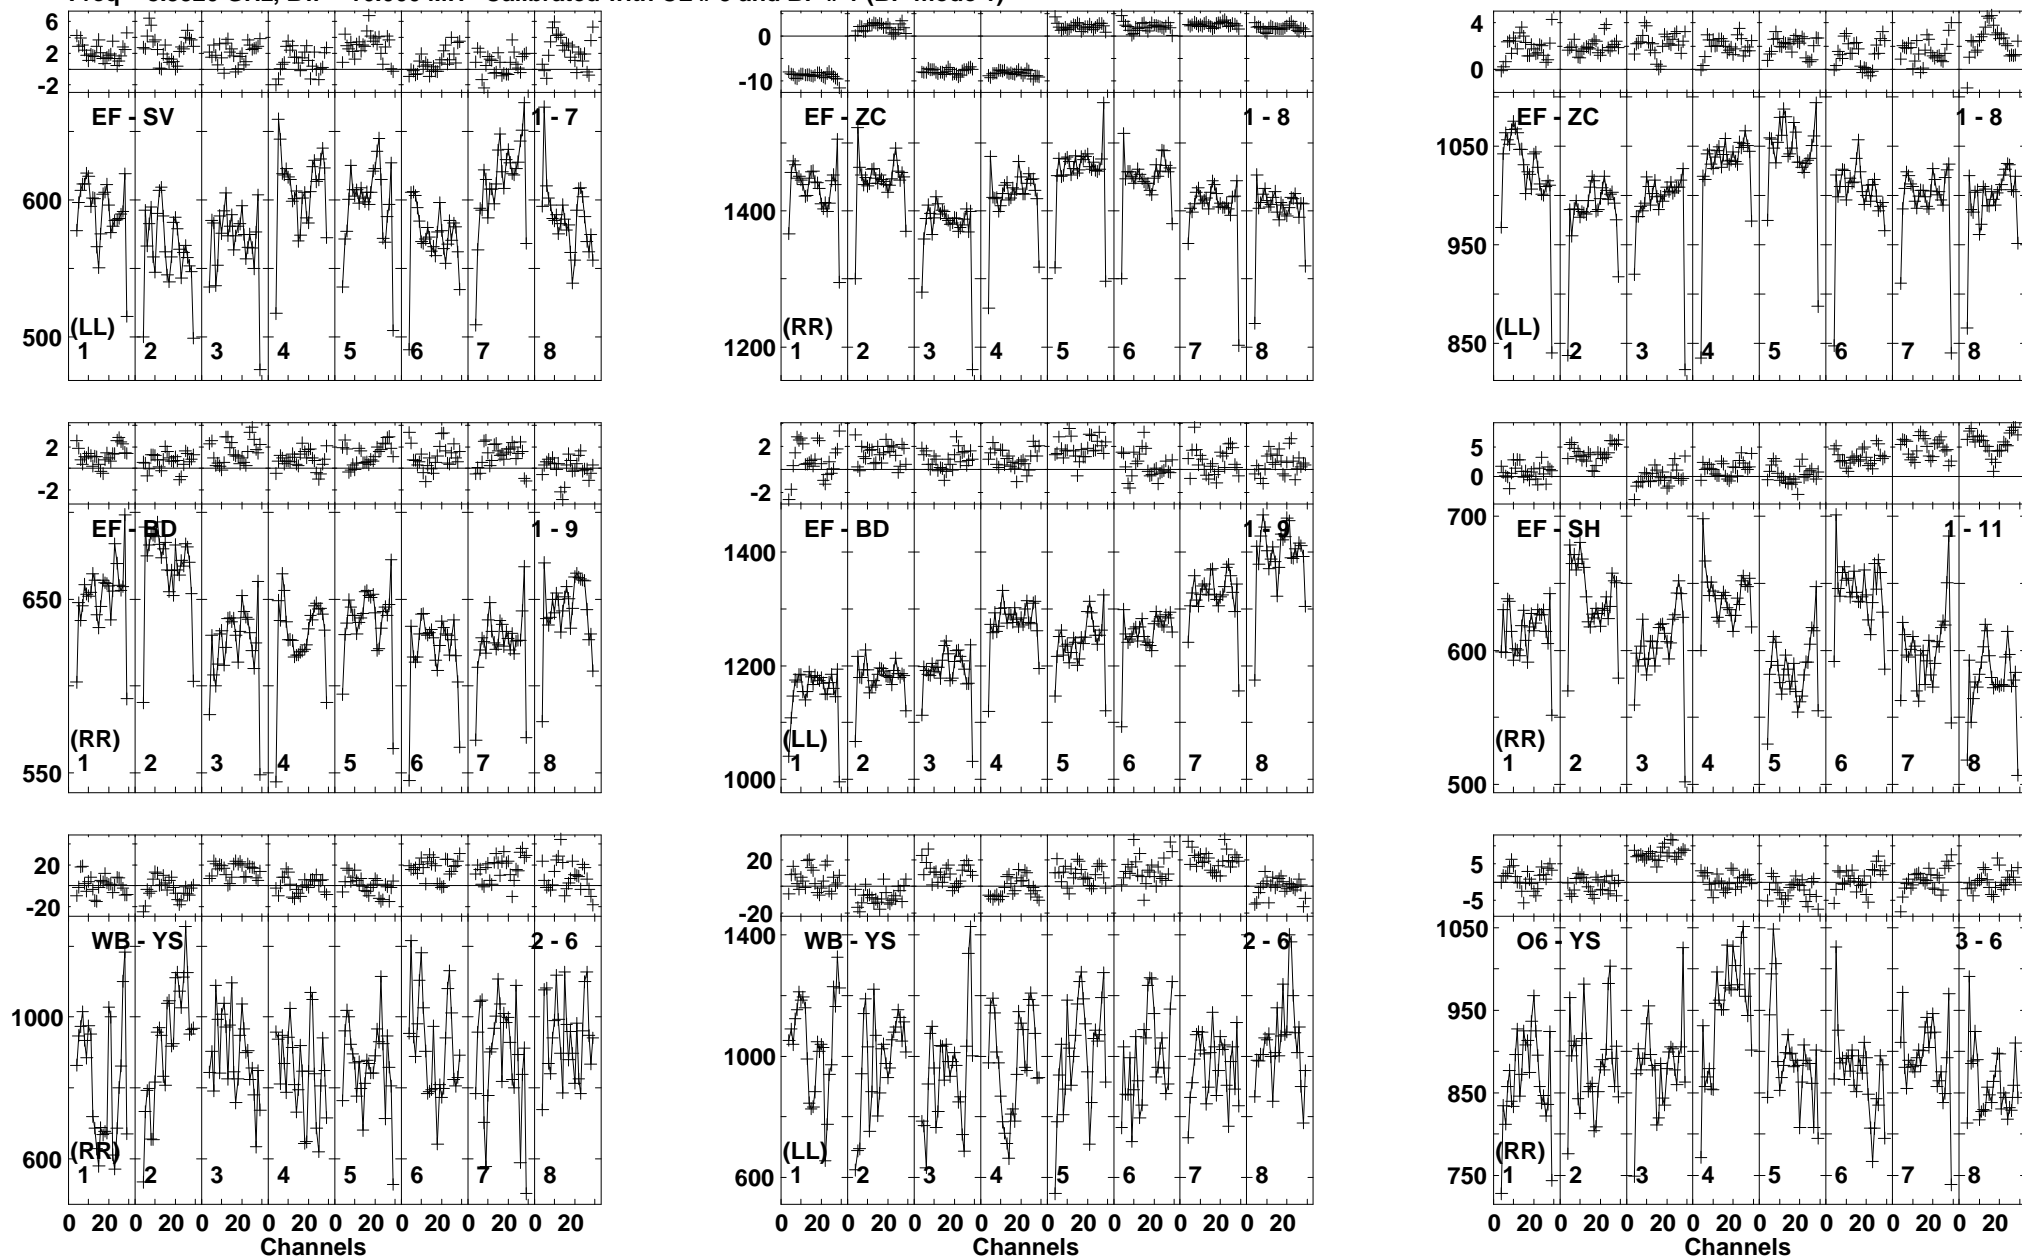 6 2 -2
0 -10
4 0
EF - SV 1 - 7
EF - ZC 1 - 8
EF - ZC 1 - 8
600 500
1400 1200
1050 950 850
(LL)
(RR)
(LL)
1 2 3 4 5 6 7 8
1 2 3 4 5 6 7 8
1 2 3 4 5 6 7 8
2 -2
2 -2
5 0
EF - BD 1 - 9
EF - BD 1 - 9
EF - SH 1 - 11
650 550
1400 1200 1000
700 600 500
(RR)
(LL)
(RR)
1 2 3 4 5 6 7 8
1 2 3 4 5 6 7 8
1 2 3 4 5 6 7 8
20 -20
20 -20
5 -5
WB - YS 2 - 6
WB - YS 2 - 6
O6 - YS 3 - 6
1000 600
1400 1000 600
1050 950 850 750
(RR)
(LL)
(RR)
1 2 3 4 5 6 7 8
1 2 3 4 5 6 7 8
1 2 3 4 5 6 7 8
0 20 0 20 0 20 0 20 0 20 0 20 0 20 0 20
0 20 0 20 0 20 0 20 0 20 0 20 0 20 0 20
0 20 0 20 0 20 0 20 0 20 0 20 0 20 0 20
Channels
Channels
Channels